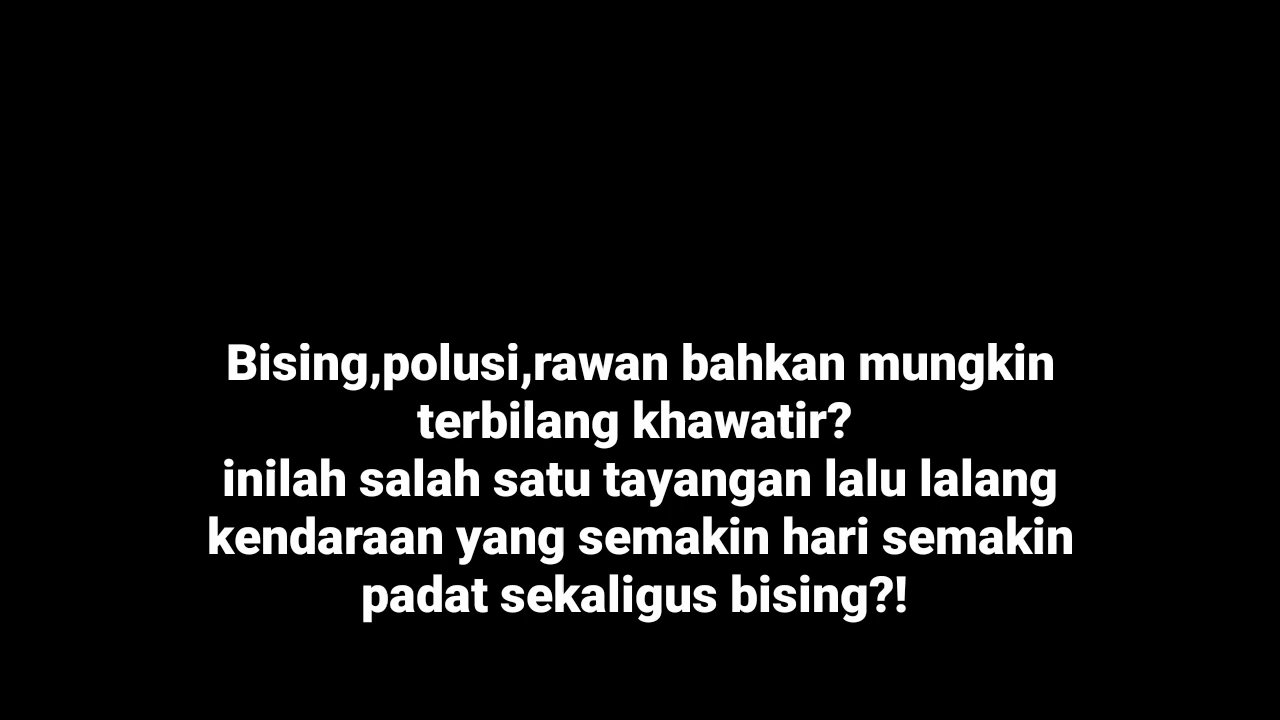 Bising,polusi,rawan bahkan mungkin
terbilang khawatir?
inilah salah satu tayangan lalu lalang
kendaraan yang semakin hari semakin
padat sekaligus bising?!